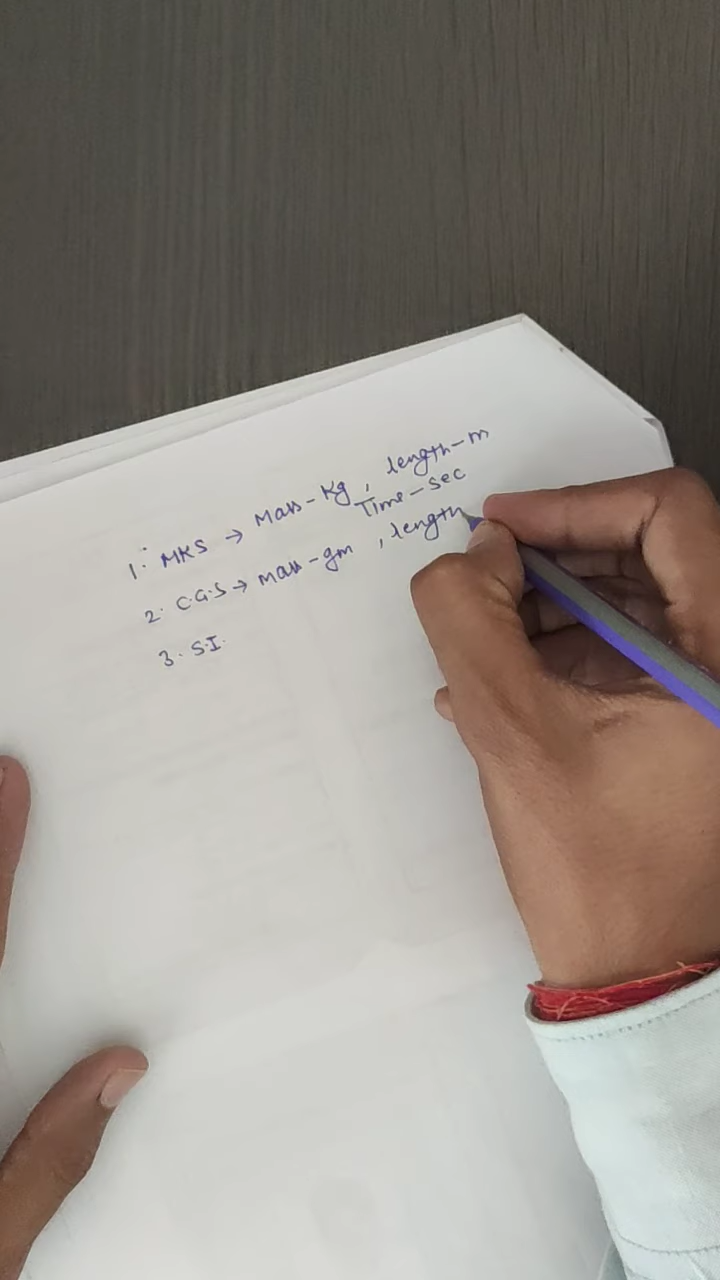 1. MKS → Mass - Kg, length - m
Time - Sec
2. C.G.S → mass - gm, length
3. S.I.